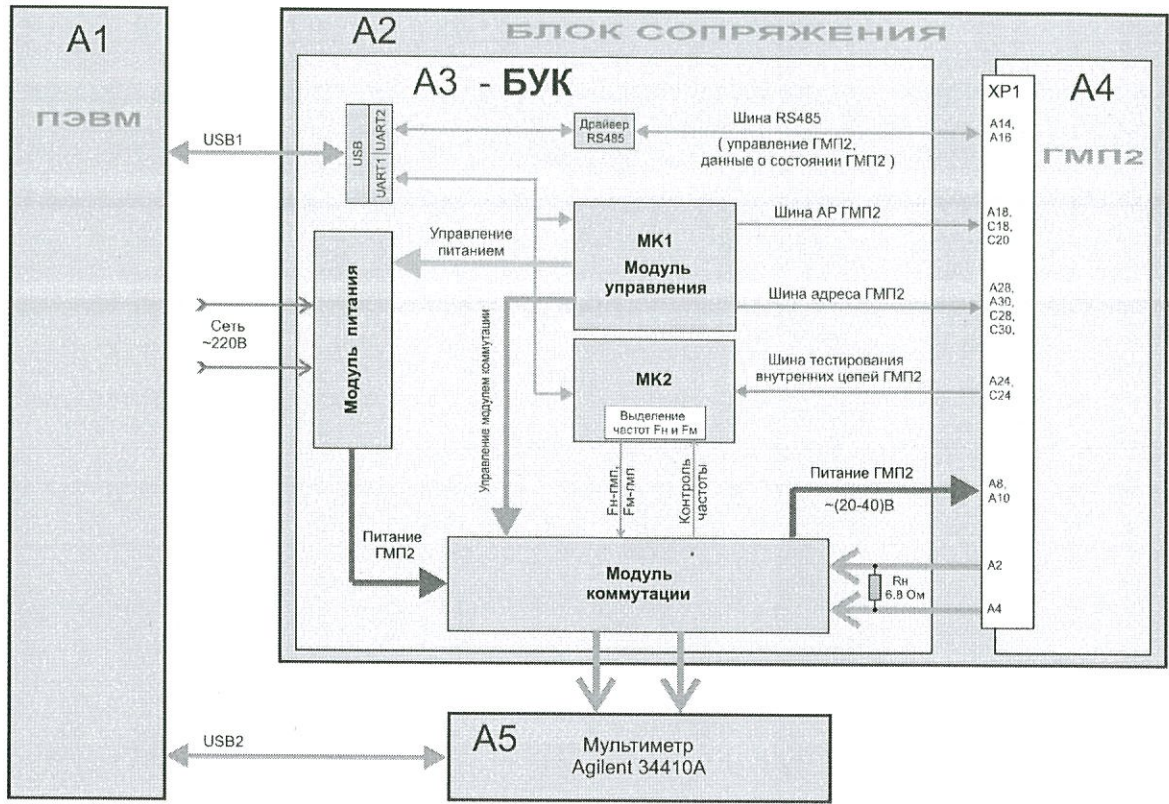 A1
ПЭВМ
A2
БЛОК СОПРЯЖЕНИЯ
A3 - БУК
A4
ГМП2
XP1
USB1
USB
UART1
UART2
Драйвер
RS485
Шина RS485
( управление ГМП2,
данные о состоянии ГМП2 )
A14,
A16
Управление
питанием
МК1
Модуль
управления
Шина АР ГМП2
A18,
C18,
C20
Шина адреса ГМП2
A28,
A30,
C28,
C30,
Сеть
~220В
Модуль питания
Управление модулем коммутации
МК2
Выделение
частот Fн и Fм
Шина тестирования
внутренних цепей ГМП2
A24,
C24
Fн-гмп,
Fм-гмп
Контроль
частоты
Питание ГМП2
~(20-40)В
A8,
A10
Питание
ГМП2
Модуль
коммутации
Rн
6.8 Ом
A2
A4
USB2
A5
Мультиметр
Agilent 34410A